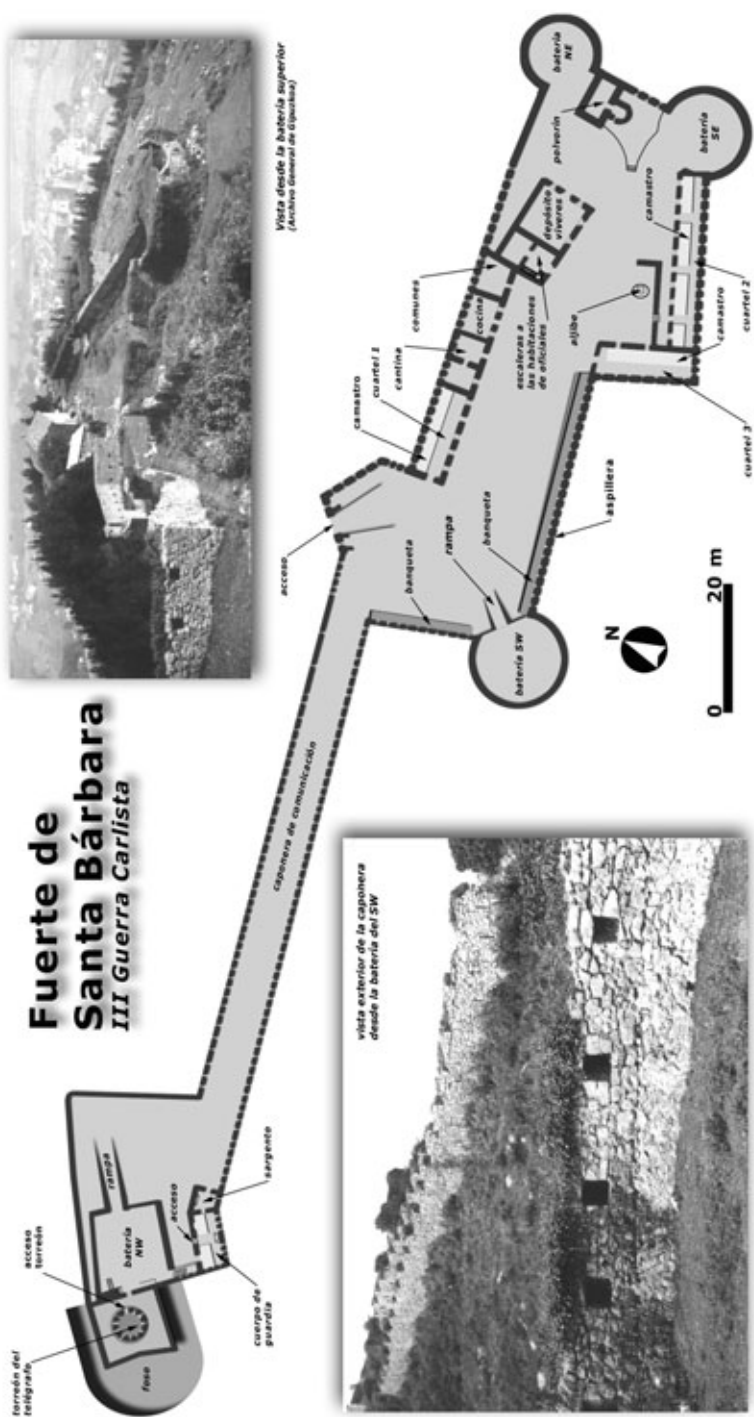 Fuerte de
Santa Bárbara
III Guerra Carlista
Vista desde la batería superior
(Archivo General de Gipuzkoa)
torreón del
telégrafo
acceso
torreón
foso
batería
NW
rampa
acceso
sargento
cuerpo de
guardia
caponera de comunicación
acceso
banqueta
rampa
batería SW
banqueta
aspillera
camastro
cuartel 1
cantina
cocina
comunes
escaleras a
las habitaciones
de oficiales
depósito
víveres
aljibe
polvorín
batería
NE
batería
SE
camastro
cuartel 2
camastro
cuartel 3
N
0 20 m
vista exterior de la caponera
desde la batería del SW